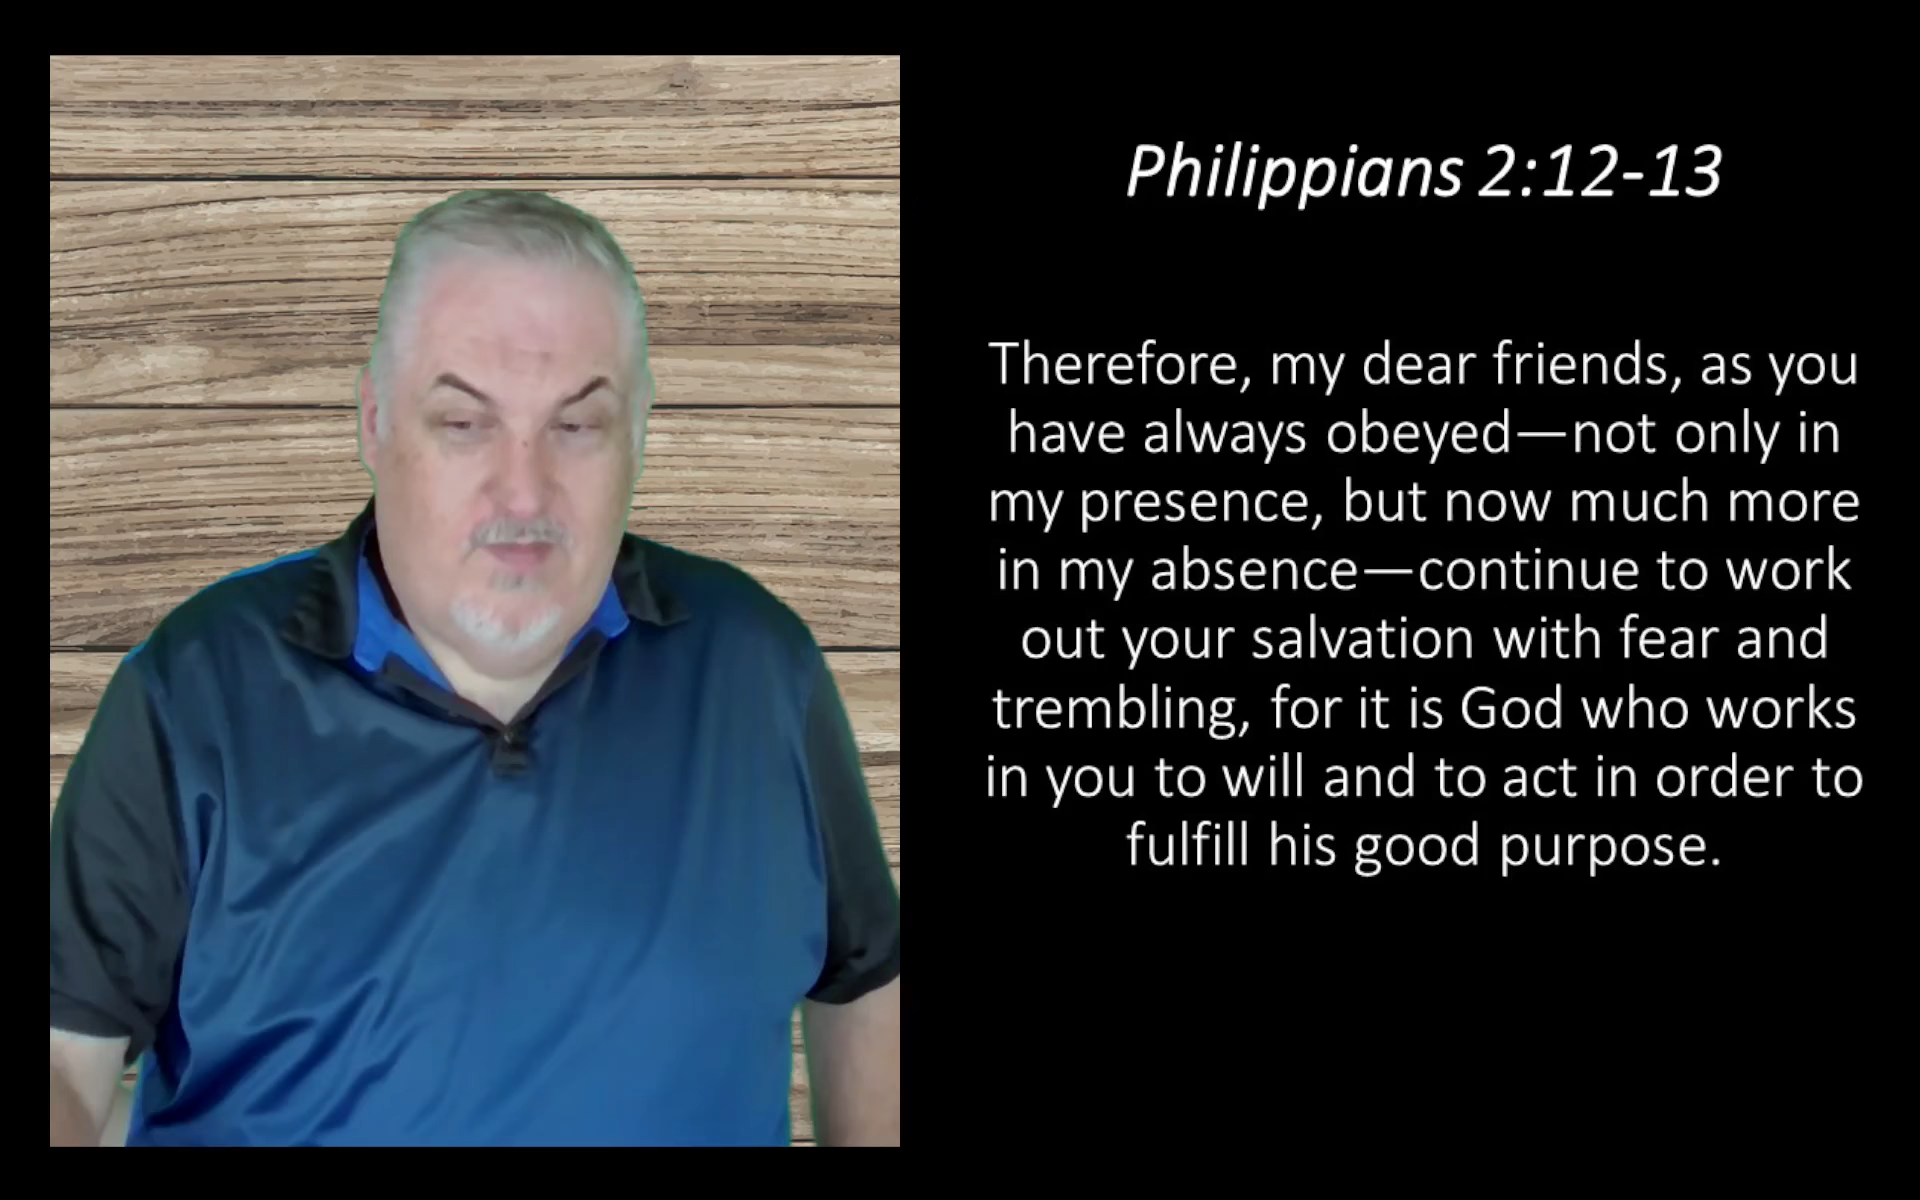 Philippians 2:12-13
Therefore, my dear friends, as you
have always obeyed—not only in
my presence, but now much more
in my absence—continue to work
out your salvation with fear and
trembling, for it is God who works
in you to will and to act in order to
fulfill his good purpose.